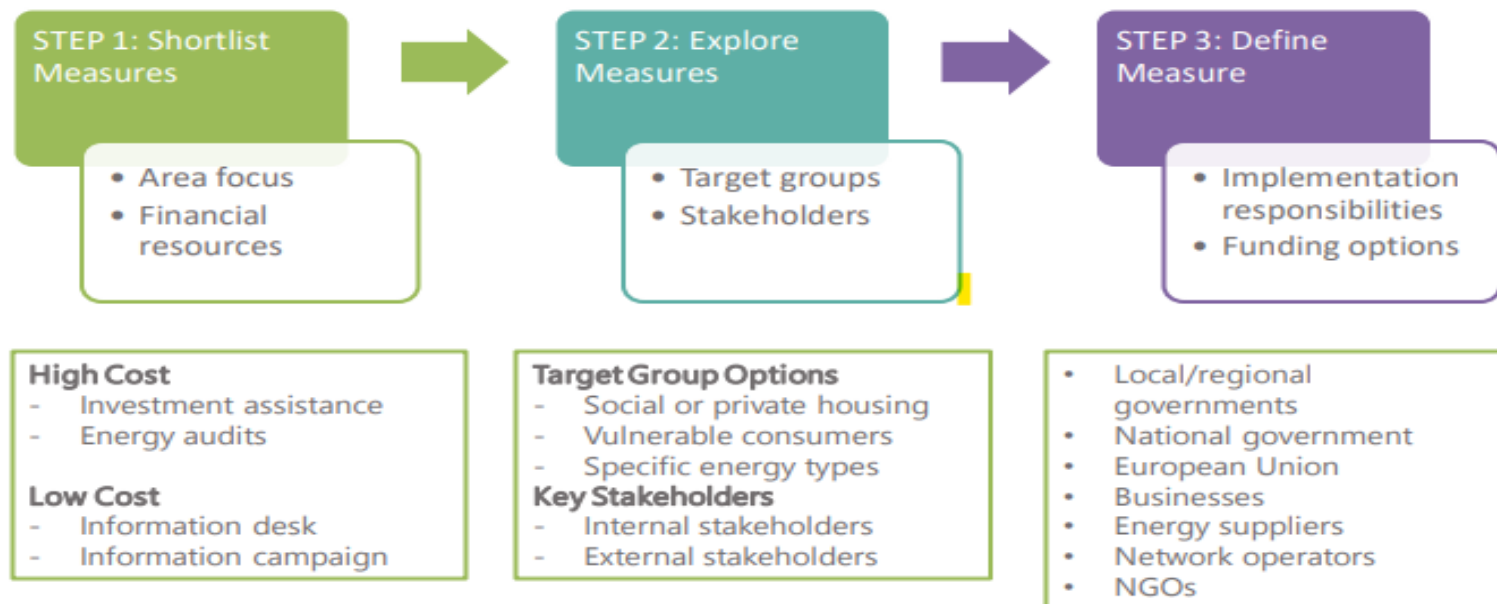 STEP 1: Shortlist
Measures
• Area focus
• Financial
resources
STEP 2: Explore
Measures
• Target groups
• Stakeholders
STEP 3: Define
Measure
• Implementation
responsibilities
• Funding options
High Cost
- Investment assistance
- Energy audits
Low Cost
- Information desk
- Information campaign
Target Group Options
- Social or private housing
- Vulnerable consumers
- Specific energy types
Key Stakeholders
- Internal stakeholders
- External stakeholders
• Local/regional
governments
• National government
• European Union
• Businesses
• Energy suppliers
• Network operators
• NGOs